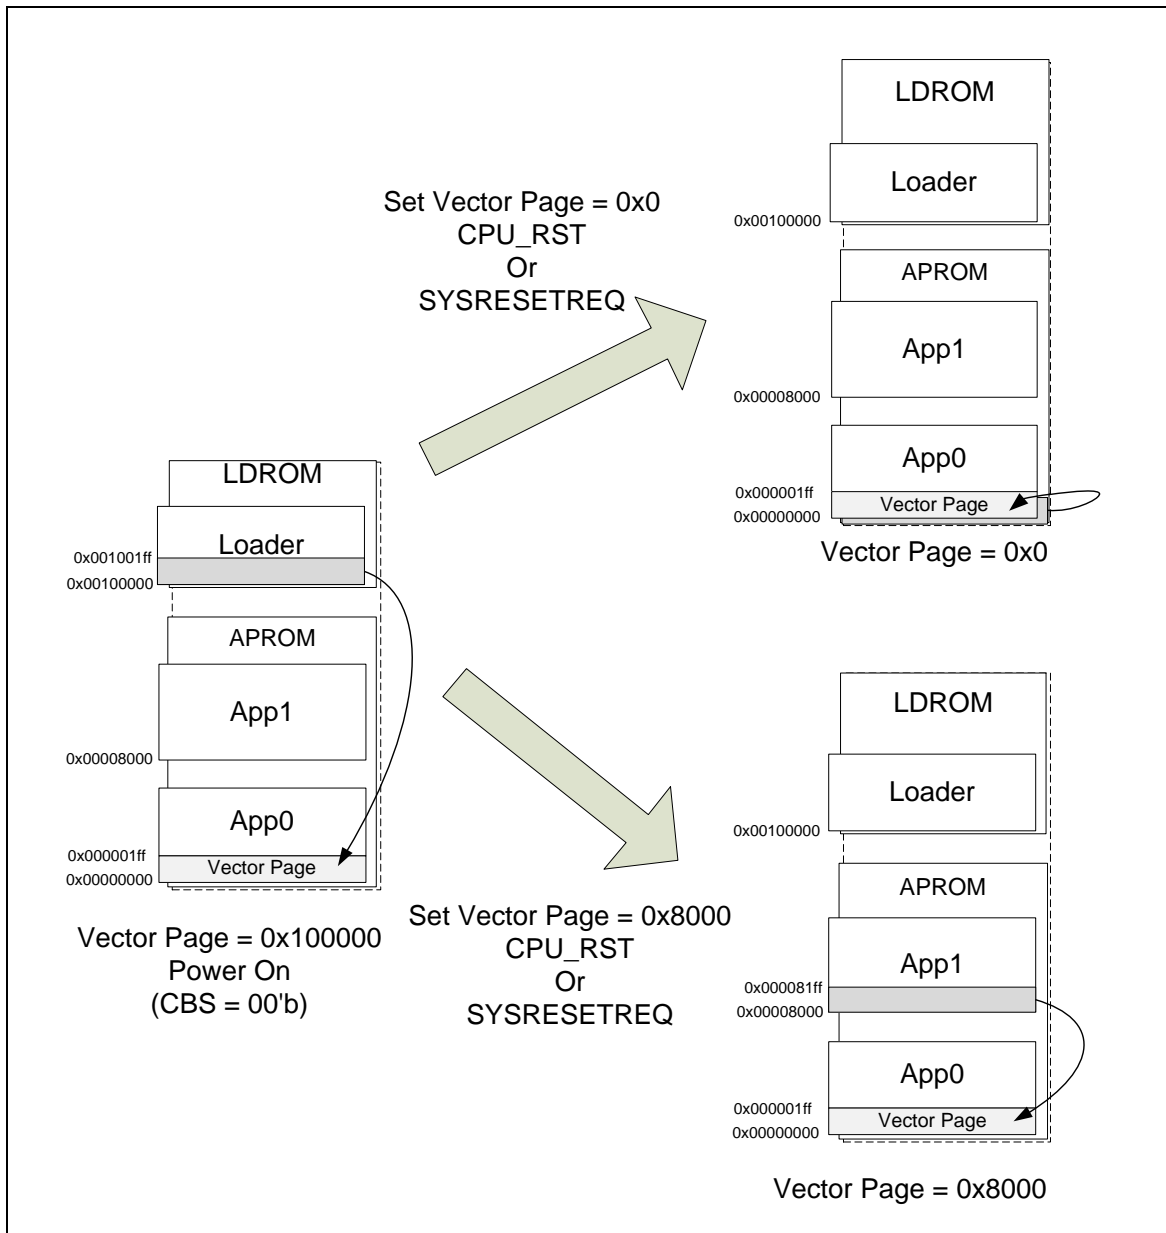 LDROM
Loader
0x00100000
Set Vector Page = 0x0
CPU_RST
Or
SYSRESETREQ
APROM
App1
0x00008000
App0
0x000001ff
Vector Page
0x00000000
Vector Page = 0x0
LDROM
Loader
0x001001ff
0x00100000
APROM
App1
0x00008000
App0
0x000001ff
Vector Page
0x00000000
Vector Page = 0x100000
Power On
(CBS = 00'b)
Set Vector Page = 0x8000
CPU_RST
Or
SYSRESETREQ
LDROM
Loader
0x00100000
APROM
App1
0x000081ff
0x00008000
App0
0x000001ff
Vector Page
0x00000000
Vector Page = 0x8000